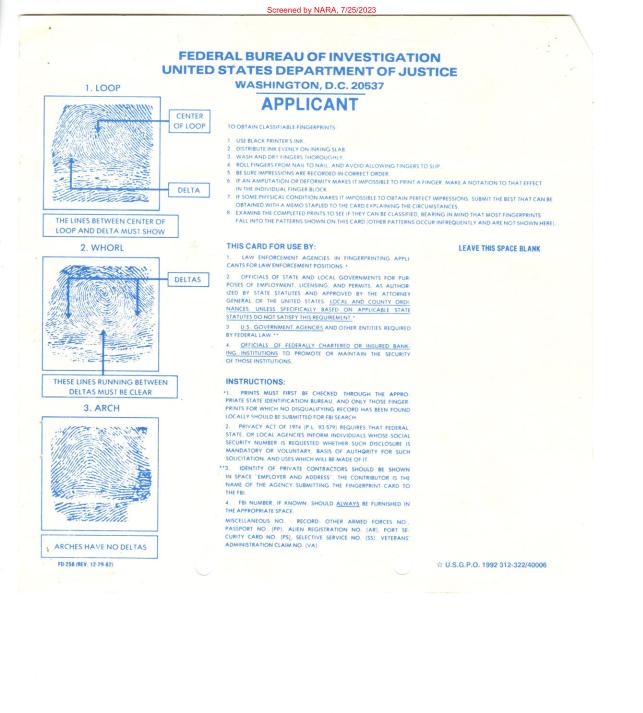 Screened by NARA, 7/25/2023
FEDERAL BUREAU OF INVESTIGATION
UNITED STATES DEPARTMENT OF JUSTICE
WASHINGTON, D.C. 20537
APPLICANT
1. LOOP
CENTER
OF LOOP
DELTA
THE LINES BETWEEN CENTER OF
LOOP AND DELTA MUST SHOW
2. WHORL
DELTAS
THESE LINES RUNNING BETWEEN
DELTAS MUST BE CLEAR
3. ARCH
ARCHES HAVE NO DELTAS
FD-258 (REV. 12-29-82)
TO OBTAIN CLASSIFIABLE FINGERPRINTS
1. USE BLACK PRINTER'S INK.
2. DISTRIBUTE INK EVENLY ON INKING SLAB.
3. WASH AND DRY FINGERS THOROUGHLY.
4. ROLL FINGERS FROM NAIL TO NAIL, AND AVOID ALLOWING FINGERS TO SLIP.
5. BE SURE IMPRESSIONS ARE RECORDED IN CORRECT ORDER.
6. IF AN AMPUTATION OR DEFORMITY MAKES IT IMPOSSIBLE TO PRINT A FINGER, MAKE A NOTATION TO THAT EFFECT
IN THE INDIVIDUAL FINGER BLOCK.
7. IF SOME PHYSICAL CONDITION MAKES IT IMPOSSIBLE TO OBTAIN PERFECT IMPRESSIONS, SUBMIT THE BEST THAT CAN BE
OBTAINED WITH A MEMO STAPLED TO THE CARD EXPLAINING THE CIRCUMSTANCES.
8. EXAMINE THE COMPLETED PRINTS TO SEE IF THEY CAN BE CLASSIFIED, BEARING IN MIND THAT MOST FINGERPRINTS
FALL INTO THE PATTERNS SHOWN ON THIS CARD (OTHER PATTERNS OCCUR INFREQUENTLY AND ARE NOT SHOWN HERE).
THIS CARD FOR USE BY:
1. LAW ENFORCEMENT AGENCIES IN FINGERPRINTING APPLI-
CANTS FOR LAW ENFORCEMENT POSITIONS.*
2. OFFICIALS OF STATE AND LOCAL GOVERNMENTS FOR PUR-
POSES OF EMPLOYMENT, LICENSING, AND PERMITS, AS AUTHOR-
IZED BY STATE STATUTES AND APPROVED BY THE ATTORNEY
GENERAL OF THE UNITED STATES. LOCAL AND COUNTY ORDI-
NANCES, UNLESS SPECIFICALLY BASED ON APPLICABLE STATE
STATUTES DO NOT SATISFY THIS REQUIREMENT.*
3. U.S. GOVERNMENT AGENCIES AND OTHER ENTITIES REQUIRED
BY FEDERAL LAW.**
4. OFFICIALS OF FEDERALLY CHARTERED OR INSURED BANK-
ING INSTITUTIONS TO PROMOTE OR MAINTAIN THE SECURITY
OF THOSE INSTITUTIONS.
LEAVE THIS SPACE BLANK
INSTRUCTIONS:
*1. PRINTS MUST FIRST BE CHECKED THROUGH THE APPRO-
PRIATE STATE IDENTIFICATION BUREAU, AND ONLY THOSE FINGER-
PRINTS FOR WHICH NO DISQUALIFYING RECORD HAS BEEN FOUND
LOCALLY SHOULD BE SUBMITTED FOR FBI SEARCH.
2. PRIVACY ACT OF 1974 (P.L. 93-579) REQUIRES THAT FEDERAL,
STATE, OR LOCAL AGENCIES INFORM INDIVIDUALS WHOSE SOCIAL
SECURITY NUMBER IS REQUESTED WHETHER SUCH DISCLOSURE IS
MANDATORY OR VOLUNTARY, BASIS OF AUTHORITY FOR SUCH
SOLICITATION, AND USES WHICH WILL BE MADE OF IT.
**3. IDENTITY OF PRIVATE CONTRACTORS SHOULD BE SHOWN
IN SPACE "EMPLOYER AND ADDRESS". THE CONTRIBUTOR IS THE
NAME OF THE AGENCY SUBMITTING THE FINGERPRINT CARD TO
THE FBI.
4. FBI NUMBER, IF KNOWN, SHOULD ALWAYS BE FURNISHED IN
THE APPROPRIATE SPACE.
MISCELLANEOUS NO. - RECORD: OTHER ARMED FORCES NO.,
PASSPORT NO. (PP), ALIEN REGISTRATION NO. (AR), PORT SE-
CURITY CARD NO. (PS), SELECTIVE SERVICE NO. (SS), VETERANS'
ADMINISTRATION CLAIM NO. (VA).
☆ U.S.G.P.O. 1992 312-322/40006